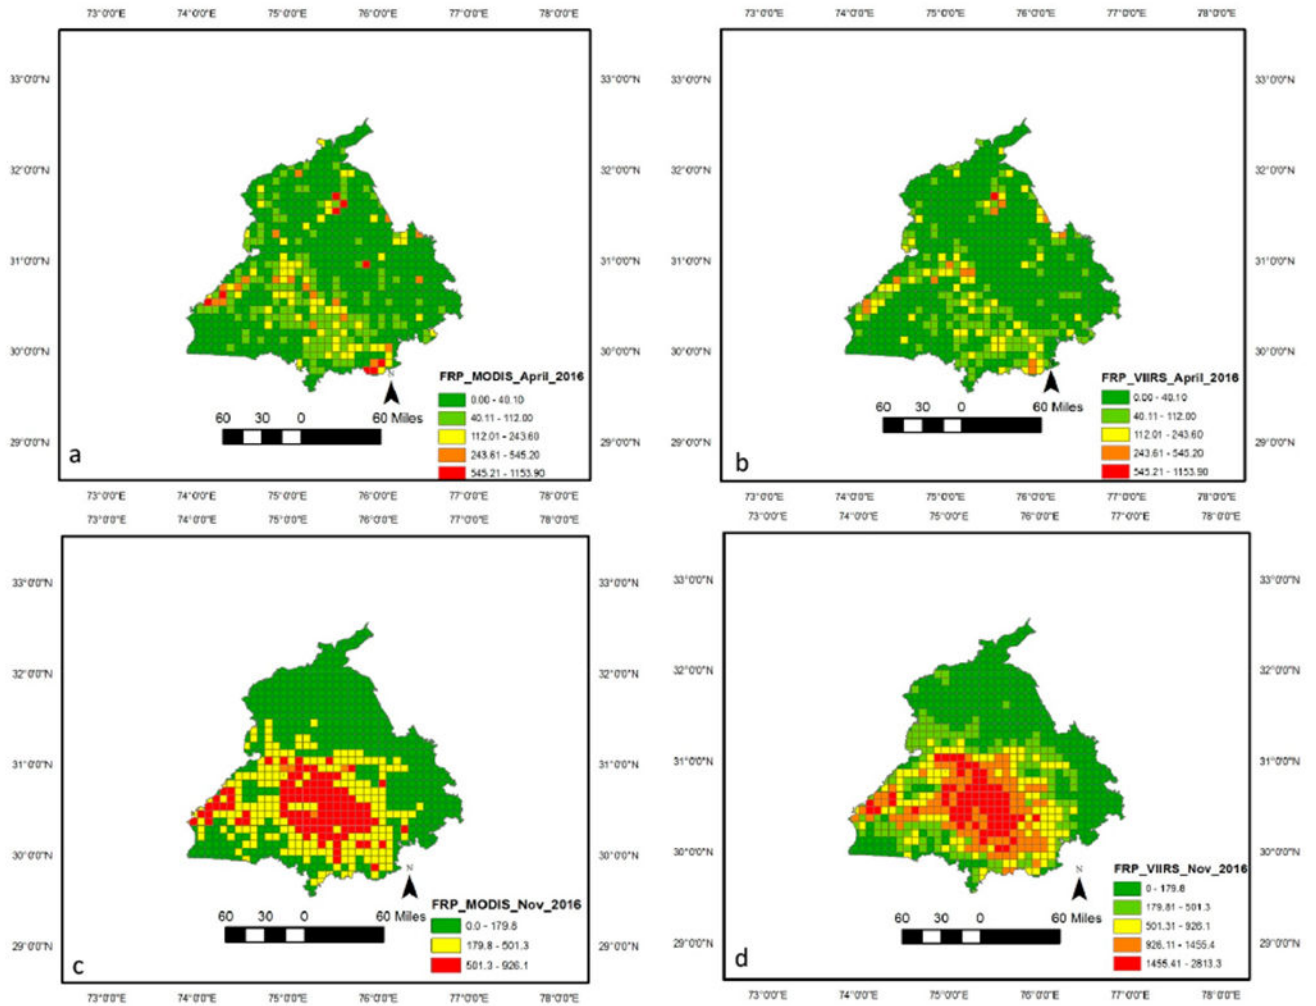 73°0'0"E 74°0'0"E 75°0'0"E 76°0'0"E 77°0'0"E 78°0'0"E
33°0'0"N 33°0'0"N
32°0'0"N 32°0'0"N
31°0'0"N 31°0'0"N
30°0'0"N 30°0'0"N
29°0'0"N 29°0'0"N
N
FRP_MODIS_April_2016
0.00 - 40.10
40.11 - 112.00
112.01 - 243.60
243.61 - 545.20
545.21 - 1153.90
60 30 0 60 Miles
a
73°0'0"E 74°0'0"E 75°0'0"E 76°0'0"E 77°0'0"E 78°0'0"E
73°0'0"E 74°0'0"E 75°0'0"E 76°0'0"E 77°0'0"E 78°0'0"E
33°0'0"N 33°0'0"N
32°0'0"N 32°0'0"N
31°0'0"N 31°0'0"N
30°0'0"N 30°0'0"N
29°0'0"N 29°0'0"N
N
FRP_VIIRS_April_2016
0.00 - 40.10
40.11 - 112.00
112.01 - 243.60
243.61 - 545.20
545.21 - 1153.90
60 30 0 60 Miles
b
73°0'0"E 74°0'0"E 75°0'0"E 76°0'0"E 77°0'0"E 78°0'0"E
73°0'0"E 74°0'0"E 75°0'0"E 76°0'0"E 77°0'0"E 78°0'0"E
33°0'0"N 33°0'0"N
32°0'0"N 32°0'0"N
31°0'0"N 31°0'0"N
30°0'0"N 30°0'0"N
29°0'0"N 29°0'0"N
N
FRP_MODIS_Nov_2016
0.0 - 179.8
179.8 - 501.3
501.3 - 926.1
60 30 0 60 Miles
c
73°0'0"E 74°0'0"E 75°0'0"E 76°0'0"E 77°0'0"E 78°0'0"E
73°0'0"E 74°0'0"E 75°0'0"E 76°0'0"E 77°0'0"E 78°0'0"E
33°0'0"N 33°0'0"N
32°0'0"N 32°0'0"N
31°0'0"N 31°0'0"N
30°0'0"N 30°0'0"N
29°0'0"N 29°0'0"N
N
FRP_VIIRS_Nov_2016
0 - 179.8
179.81 - 501.3
501.31 - 926.1
926.11 - 1455.4
1455.41 - 2813.3
60 30 0 60 Miles
d
73°0'0"E 74°0'0"E 75°0'0"E 76°0'0"E 77°0'0"E 78°0'0"E